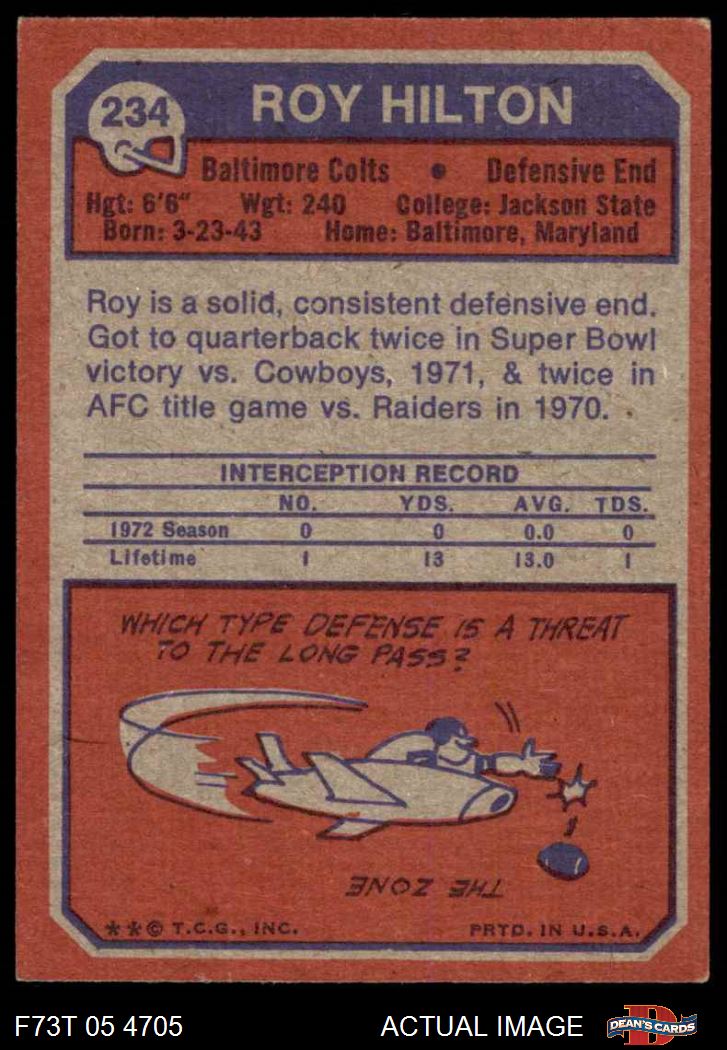 234
ROY HILTON
Baltimore Colts • Defensive End
Hgt: 6'6" Wgt: 240 College: Jackson State
Born: 3-23-43 Home: Baltimore, Maryland
Roy is a solid, consistent defensive end.
Got to quarterback twice in Super Bowl
victory vs. Cowboys, 1971, & twice in
AFC title game vs. Raiders in 1970.
INTERCEPTION RECORD
NO. YDS. AVG. TDS.
1972 Season 0 0 0.0 0
Lifetime 1 13 13.0 1
WHICH TYPE DEFENSE IS A THREAT
TO THE LONG PASS?
THE ZONE
**© T.C.G., INC. PRTD. IN U.S.A.
F73T 05 4705 ACTUAL IMAGE
D
DEAN'S CARDS